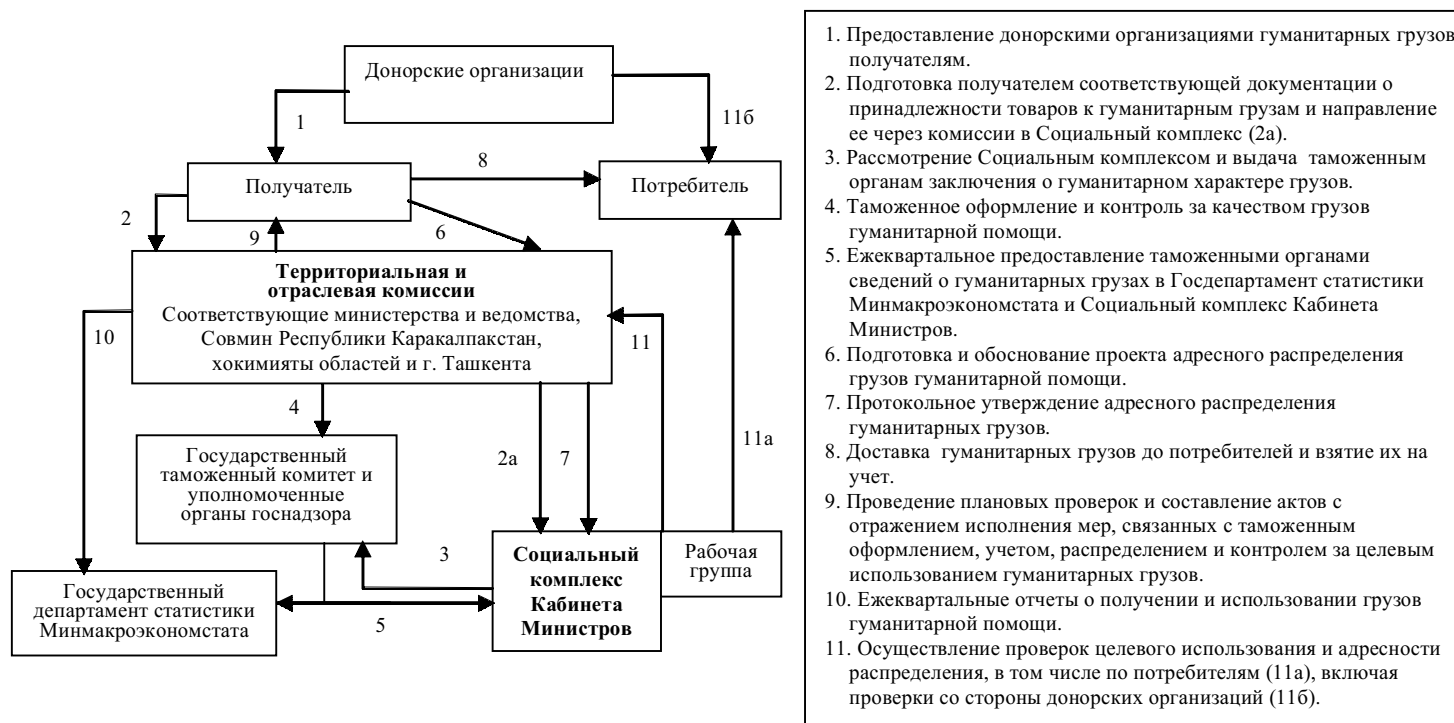 Донорские организации
1
11б
Получатель
8
Потребитель
2
9
6
Территориальная и
отраслевая комиссии
Соответствующие министерства и ведомства,
Совмин Республики Каракалпакстан,
хокимияты областей и г. Ташкента
10
11
4
2а
7
11а
Государственный
таможенный комитет и
уполномоченные
органы госнадзора
3
Социальный
комплекс
Кабинета
Министров
Рабочая
группа
Государственный
департамент статистики
Минмакроэкономстата
5
1. Предоставление донорскими организациями гуманитарных грузов
получателям.
2. Подготовка получателем соответствующей документации о
принадлежности товаров к гуманитарным грузам и направление
ее через комиссии в Социальный комплекс (2а).
3. Рассмотрение Социальным комплексом и выдача таможенным
органам заключения о гуманитарном характере грузов.
4. Таможенное оформление и контроль за качеством грузов
гуманитарной помощи.
5. Ежеквартальное предоставление таможенными органами
сведений о гуманитарных грузах в Госдепартамент статистики
Минмакроэкономстата и Социальный комплекс Кабинета
Министров.
6. Подготовка и обоснование проекта адресного распределения
грузов гуманитарной помощи.
7. Протокольное утверждение адресного распределения
гуманитарных грузов.
8. Доставка гуманитарных грузов до потребителей и взятие их на
учет.
9. Проведение плановых проверок и составление актов с
отражением исполнения мер, связанных с таможенным
оформлением, учетом, распределением и контролем за целевым
использованием гуманитарных грузов.
10. Ежеквартальные отчеты о получении и использовании грузов
гуманитарной помощи.
11. Осуществление проверок целевого использования и адресности
распределения, в том числе по потребителям (11а), включая
проверки со стороны донорских организаций (11б).